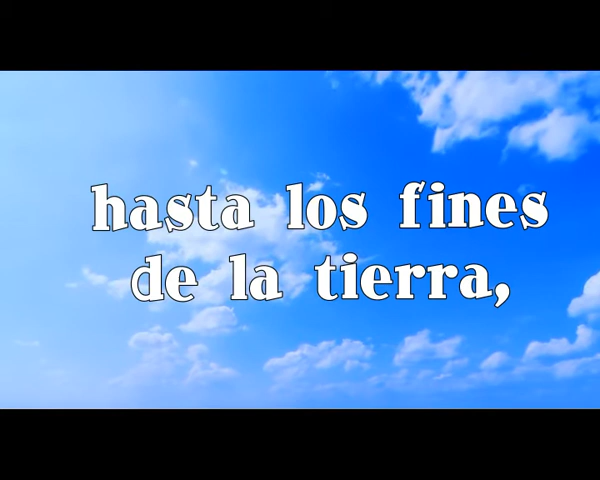 hasta los fines
de la tierra,